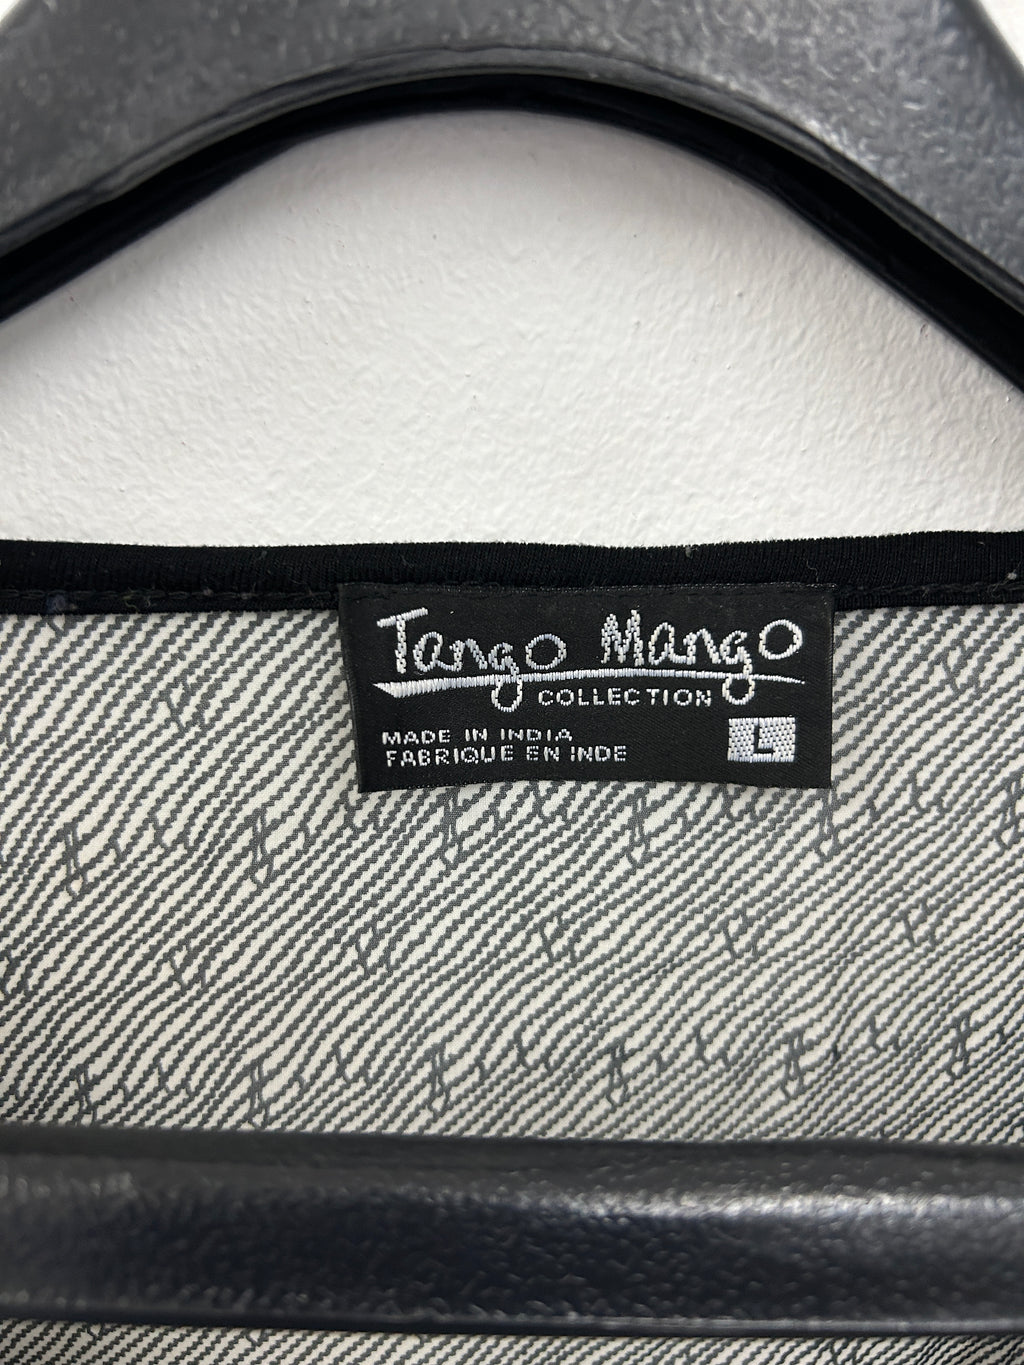 Tango Mango
COLLECTION
MADE IN INDIA
FABRIQUE EN INDE
L